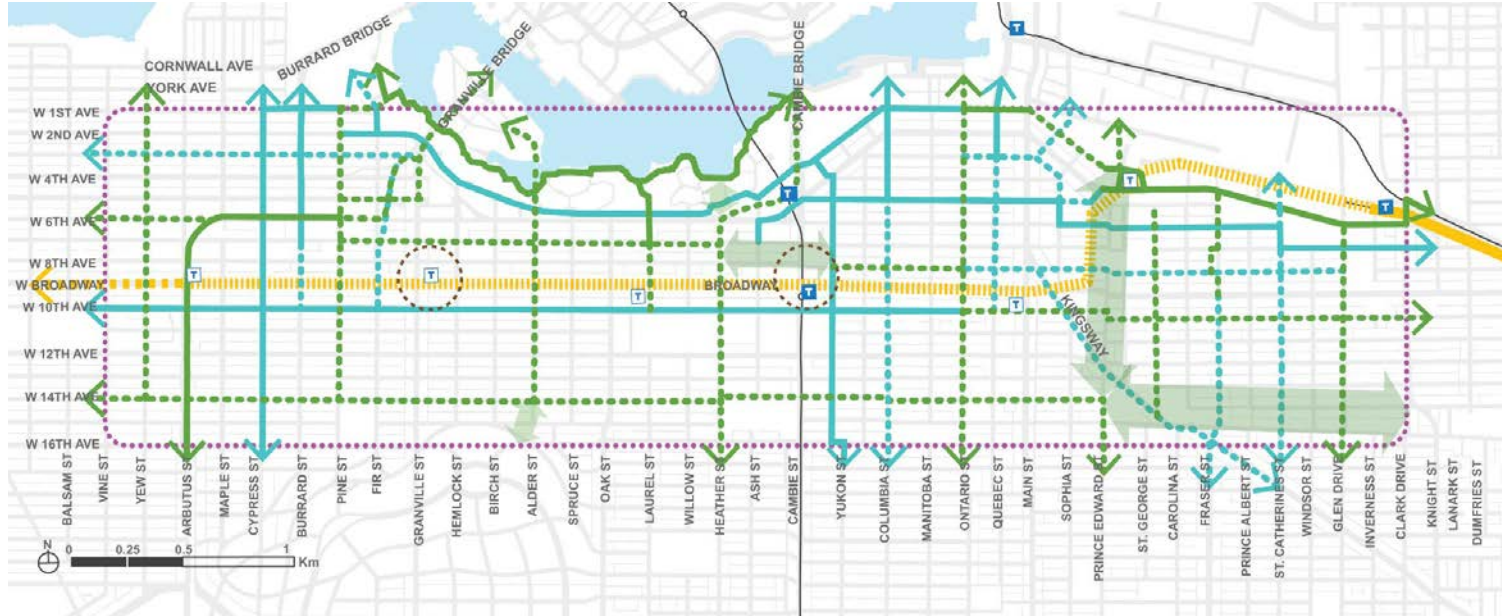 CORNWALL AVE
YORK AVE
BURRARD BRIDGE
GRANVILLE BRIDGE
CAMBIE BRIDGE
T
W 1ST AVE
W 2ND AVE
W 4TH AVE
T
T
T
W 6TH AVE
W 8TH AVE
T
T
W BROADWAY
BROADWAY
T
T
T
W 10TH AVE
KINGSWAY
W 12TH AVE
W 14TH AVE
W 16TH AVE
BALSAM ST
VINE ST
YEW ST
ARBUTUS ST
MAPLE ST
CYPRESS ST
BURRARD ST
PINE ST
FIR ST
GRANVILLE ST
HEMLOCK ST
BIRCH ST
ALDER ST
SPRUCE ST
OAK ST
LAUREL ST
WILLOW ST
HEATHER ST
ASH ST
CAMBIE ST
YUKON ST
COLUMBIA ST
MANITOBA ST
ONTARIO ST
QUEBEC ST
MAIN ST
SOPHIA ST
PRINCE EDWARD ST
ST. GEORGE ST
CAROLINA ST
FRASER ST
PRINCE ALBERT ST
ST. CATHERINES ST
WINDSOR ST
GLEN DRIVE
INVERNESS ST
CLARK DRIVE
KNIGHT ST
LANARK ST
DUMFRIES ST
N
0 0.25 0.5 1
Km